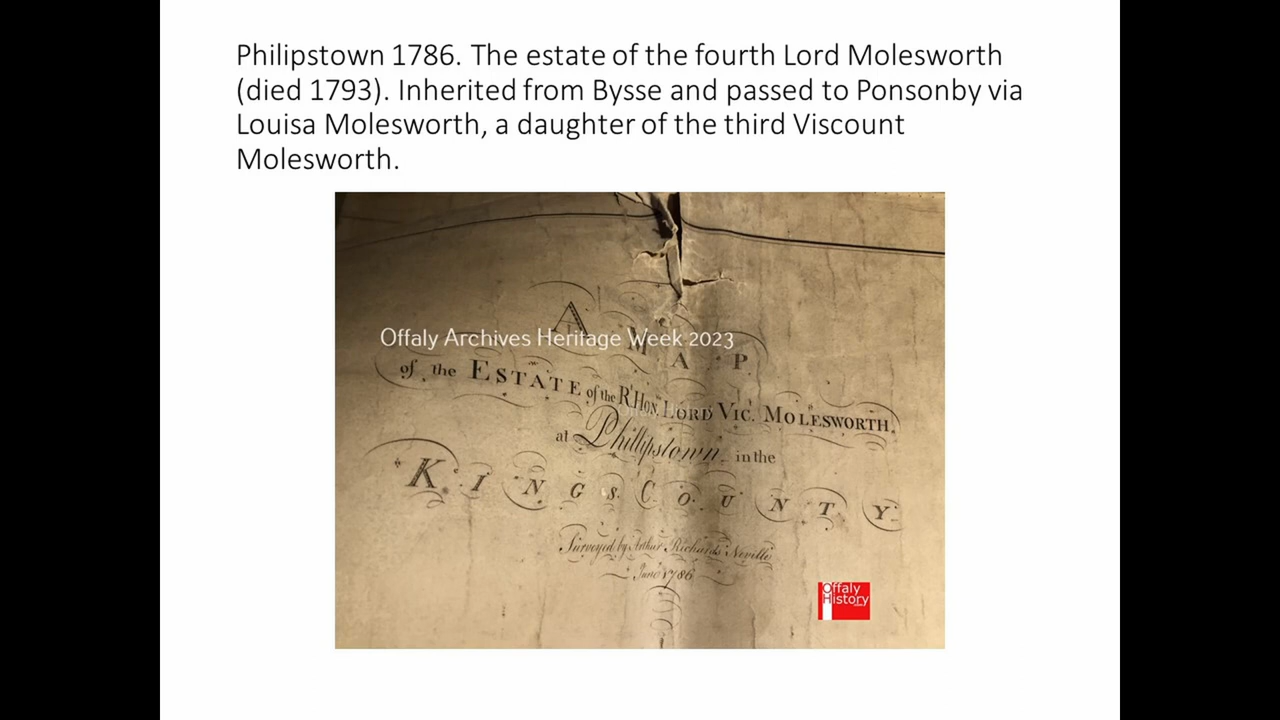 Philipstown 1786. The estate of the fourth Lord Molesworth
(died 1793). Inherited from Bysse and passed to Ponsonby via
Louisa Molesworth, a daughter of the third Viscount
Molesworth.
A
Offaly Archives Heritage Week 2023
MAP
of the ESTATE of the Rt HON. LORD VIC. MOLESWORTH,
at Phillipstown in the
KINGS COUNTY
Surveyed by Arthur Richards Neville
June 1786
Offaly
History